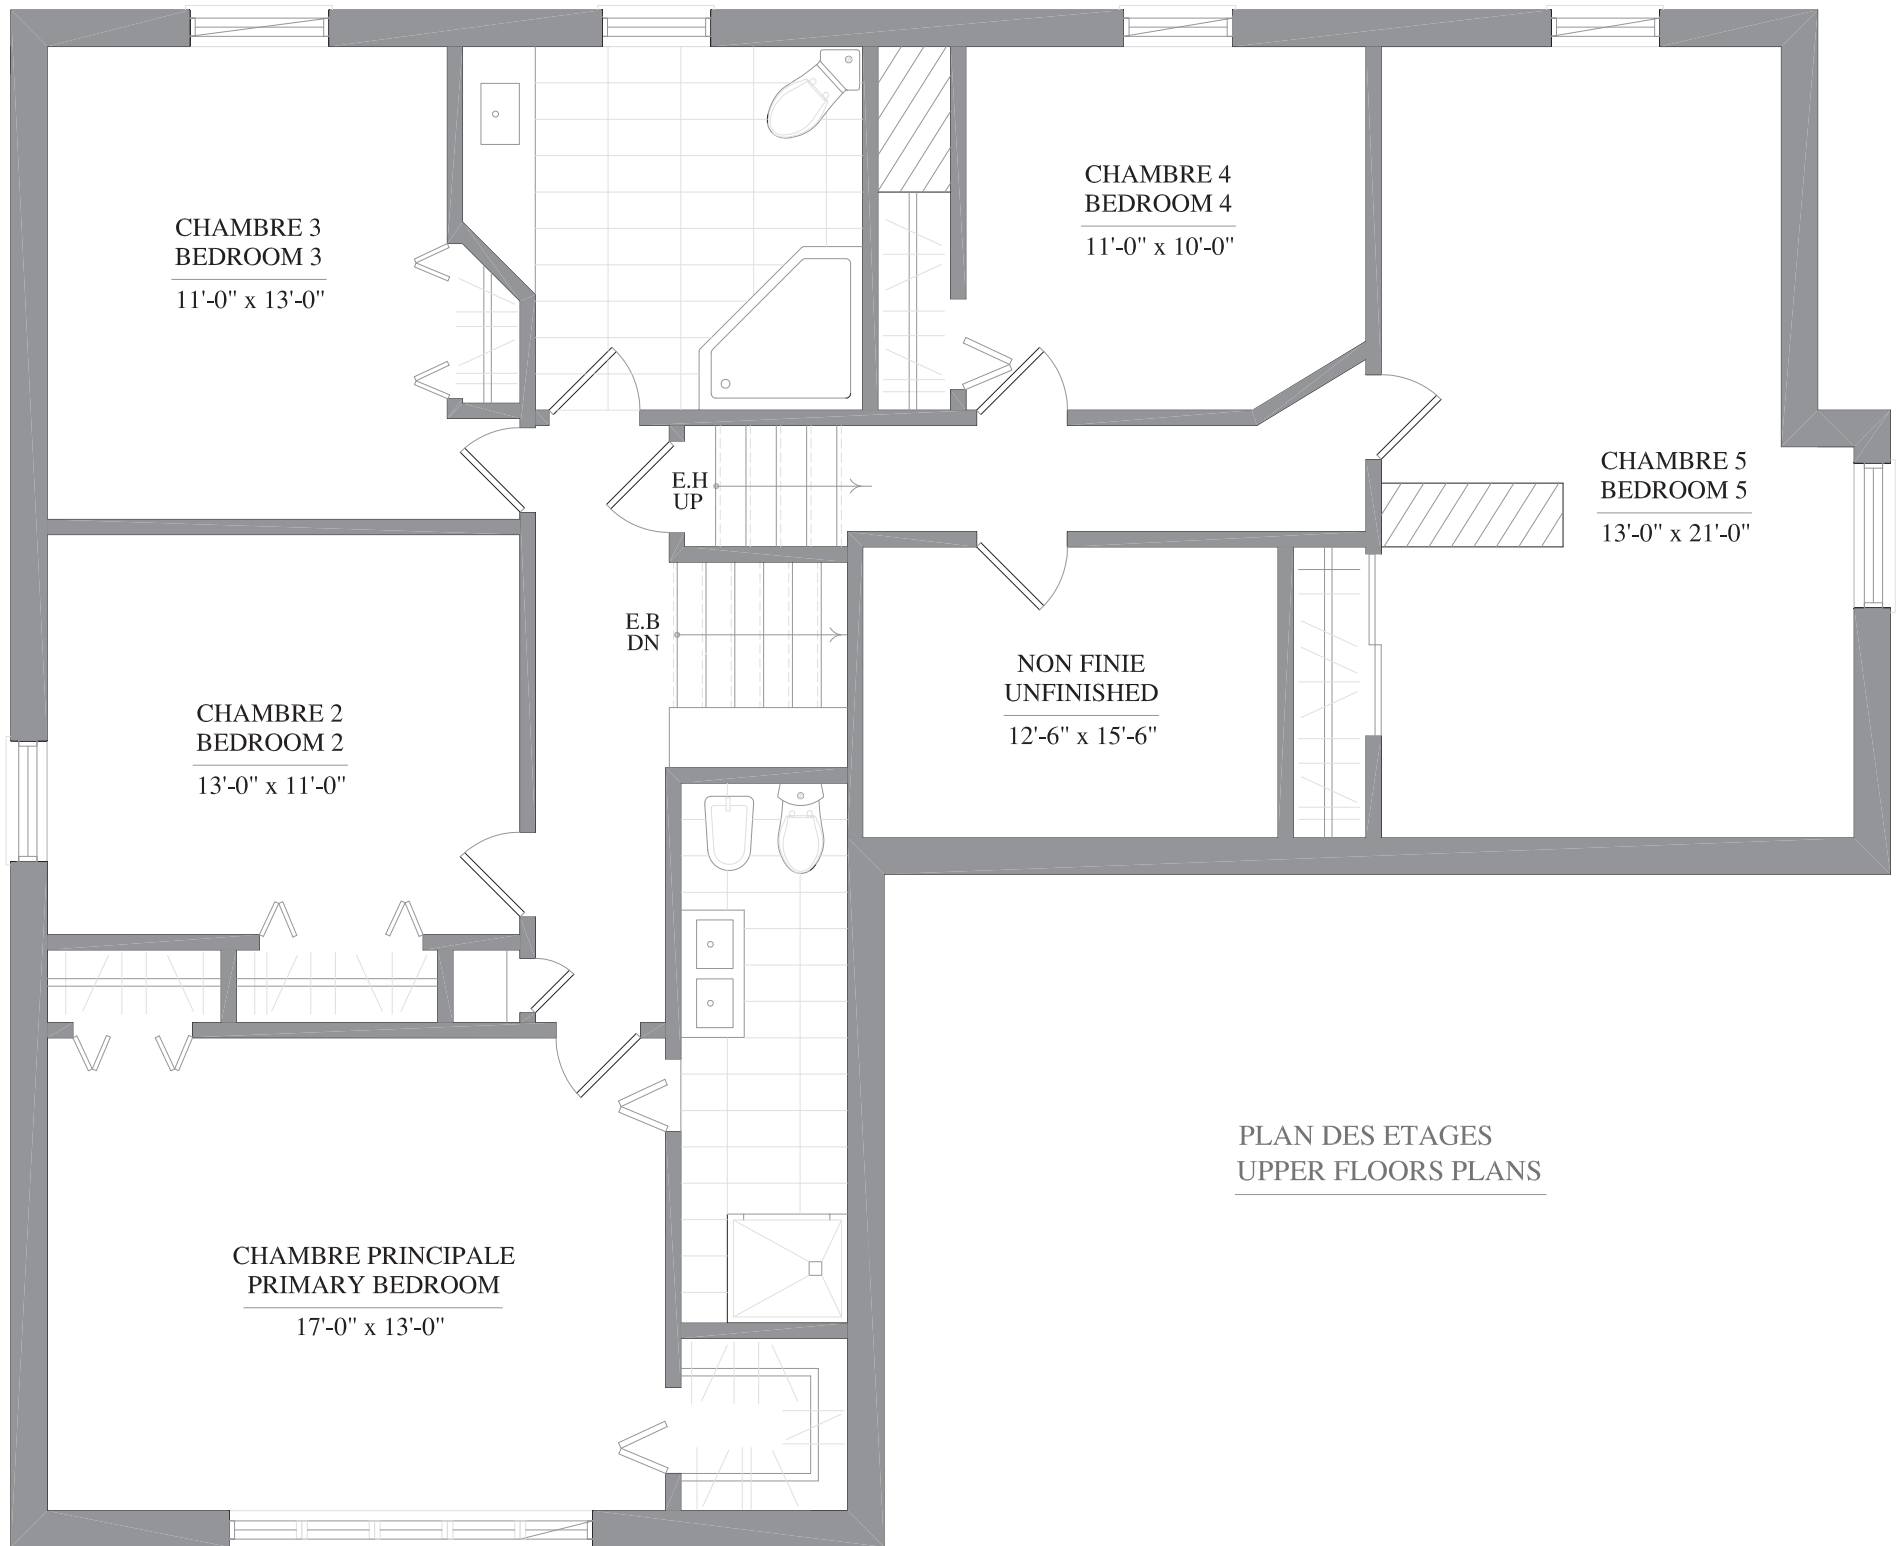 CHAMBRE 3
BEDROOM 3
11'-0" x 13'-0"
CHAMBRE 4
BEDROOM 4
11'-0" x 10'-0"
CHAMBRE 5
BEDROOM 5
13'-0" x 21'-0"
E.H
UP
E.B
DN
NON FINIE
UNFINISHED
12'-6" x 15'-6"
CHAMBRE 2
BEDROOM 2
13'-0" x 11'-0"
PLAN DES ETAGES
UPPER FLOORS PLANS
CHAMBRE PRINCIPALE
PRIMARY BEDROOM
17'-0" x 13'-0"